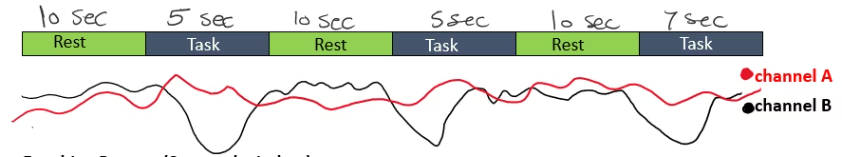 10 sec 5 sec 10 sec 5 sec 10 sec 7 sec
Rest Task Rest Task Rest Task
channel A
channel B